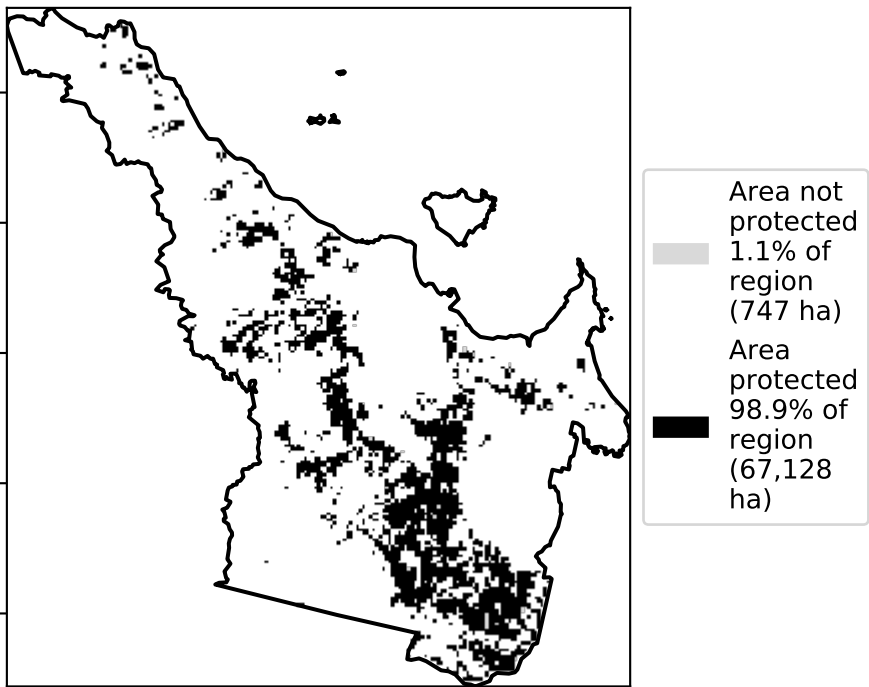 Area not
protected
1.1% of
region
(747 ha)
Area
protected
98.9% of
region
(67,128
ha)